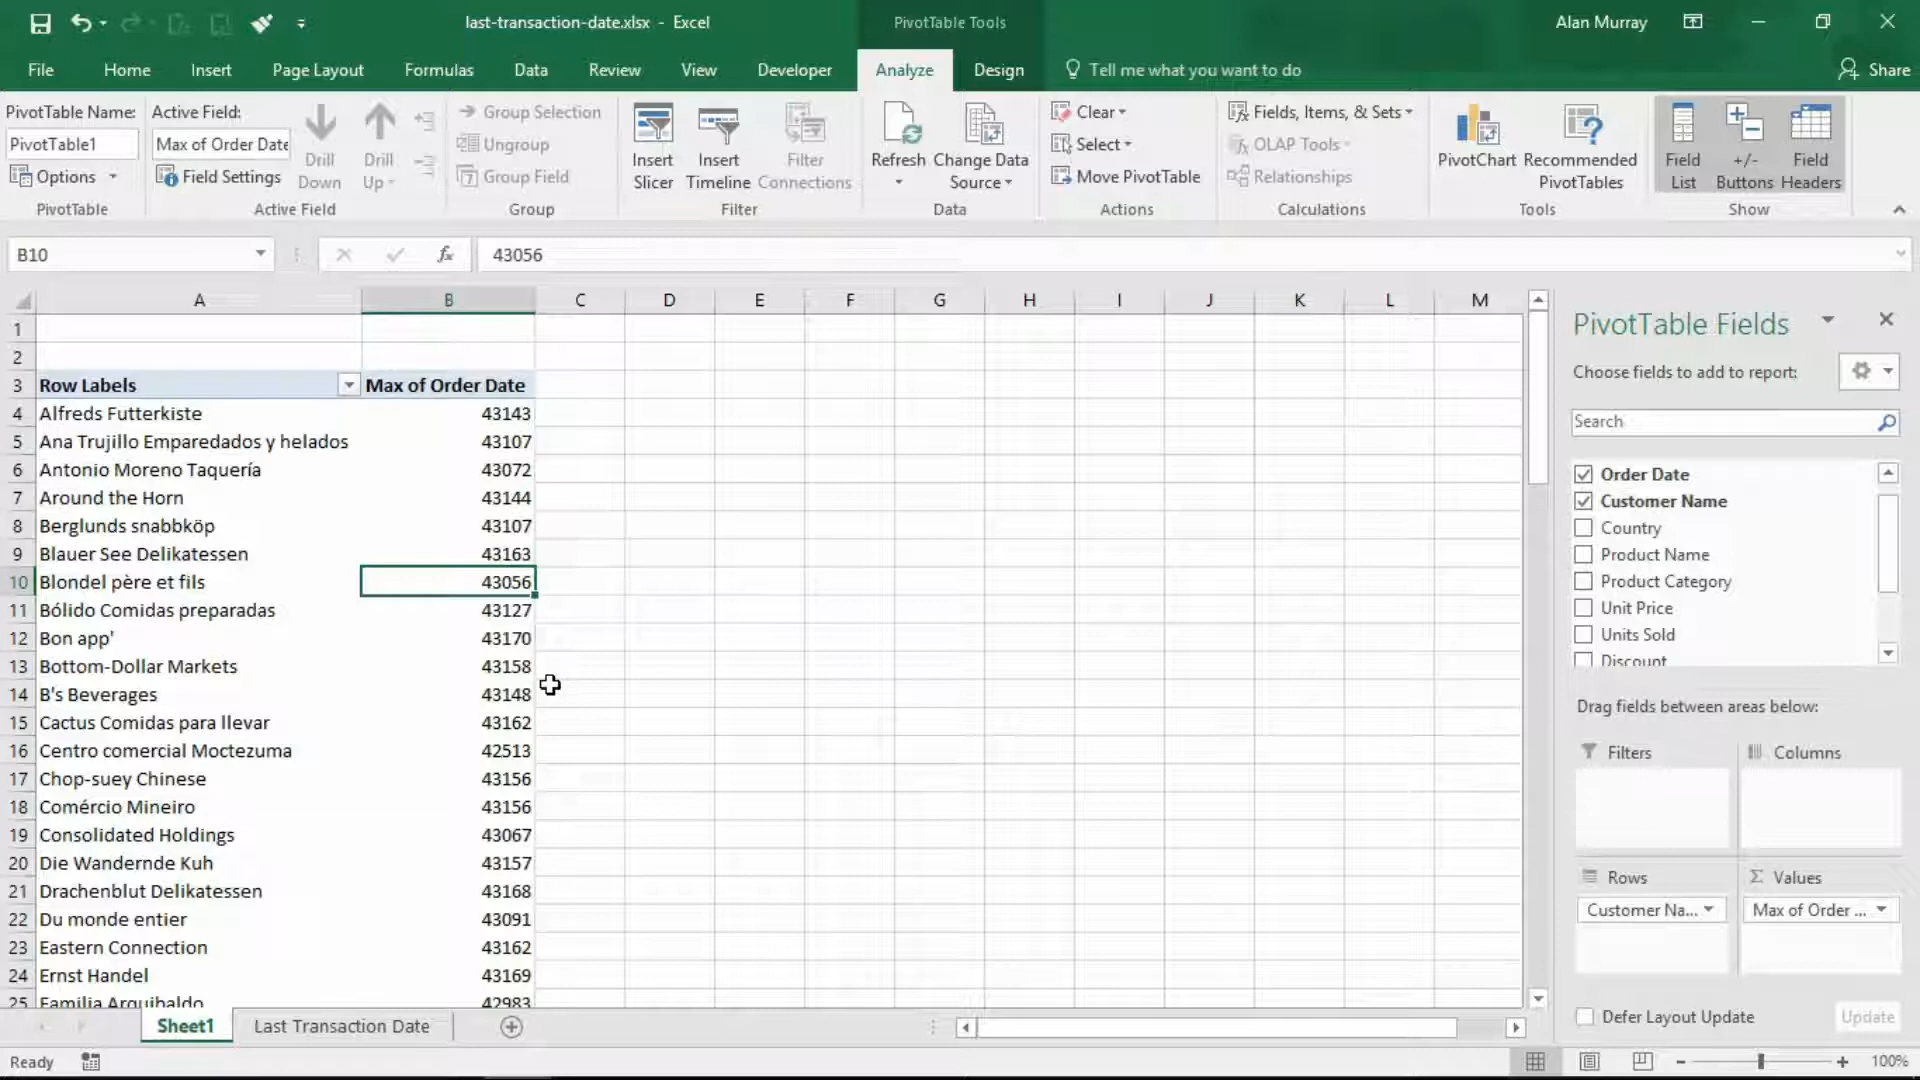 last-transaction-date.xlsx - Excel
PivotTable Tools
Alan Murray
File
Home
Insert
Page Layout
Formulas
Data
Review
View
Developer
Analyze
Design
Tell me what you want to do
Share
PivotTable Name:
PivotTable1
Options
PivotTable
Active Field:
Max of Order Date
Field Settings
Drill
Down
Drill
Up
Active Field
Group Selection
Ungroup
Group Field
Group
Insert
Slicer
Insert
Timeline
Filter
Connections
Filter
Refresh
Change Data
Source
Data
Clear
Select
Move PivotTable
Actions
Fields, Items, & Sets
OLAP Tools
Relationships
Calculations
PivotChart
Recommended
PivotTables
Tools
Field
List
+/-
Buttons
Field
Headers
Show
B10
fx
43056
A B C D E F G H I J K L M
1
2
3 Row Labels Max of Order Date
4 Alfreds Futterkiste 43143
5 Ana Trujillo Emparedados y helados 43107
6 Antonio Moreno Taquería 43072
7 Around the Horn 43144
8 Berglunds snabbköp 43107
9 Blauer See Delikatessen 43163
10 Blondel père et fils 43056
11 Bólido Comidas preparadas 43127
12 Bon app' 43170
13 Bottom-Dollar Markets 43158
14 B's Beverages 43148
15 Cactus Comidas para llevar 43162
16 Centro comercial Moctezuma 42513
17 Chop-suey Chinese 43156
18 Comércio Mineiro 43156
19 Consolidated Holdings 43067
20 Die Wandernde Kuh 43157
21 Drachenblut Delikatessen 43168
22 Du monde entier 43091
23 Eastern Connection 43162
24 Ernst Handel 43169
25 Familia Arquibaldo 42983
PivotTable Fields
Choose fields to add to report:
Search
Order Date
Customer Name
Country
Product Name
Product Category
Unit Price
Units Sold
Discount
Drag fields between areas below:
Filters
Columns
Rows
Σ Values
Customer Na...
Max of Order ...
Defer Layout Update
Update
Sheet1
Last Transaction Date
Ready
100%